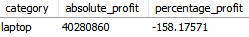 category absolute_profit percentage_profit
laptop 40280860 -158.17571